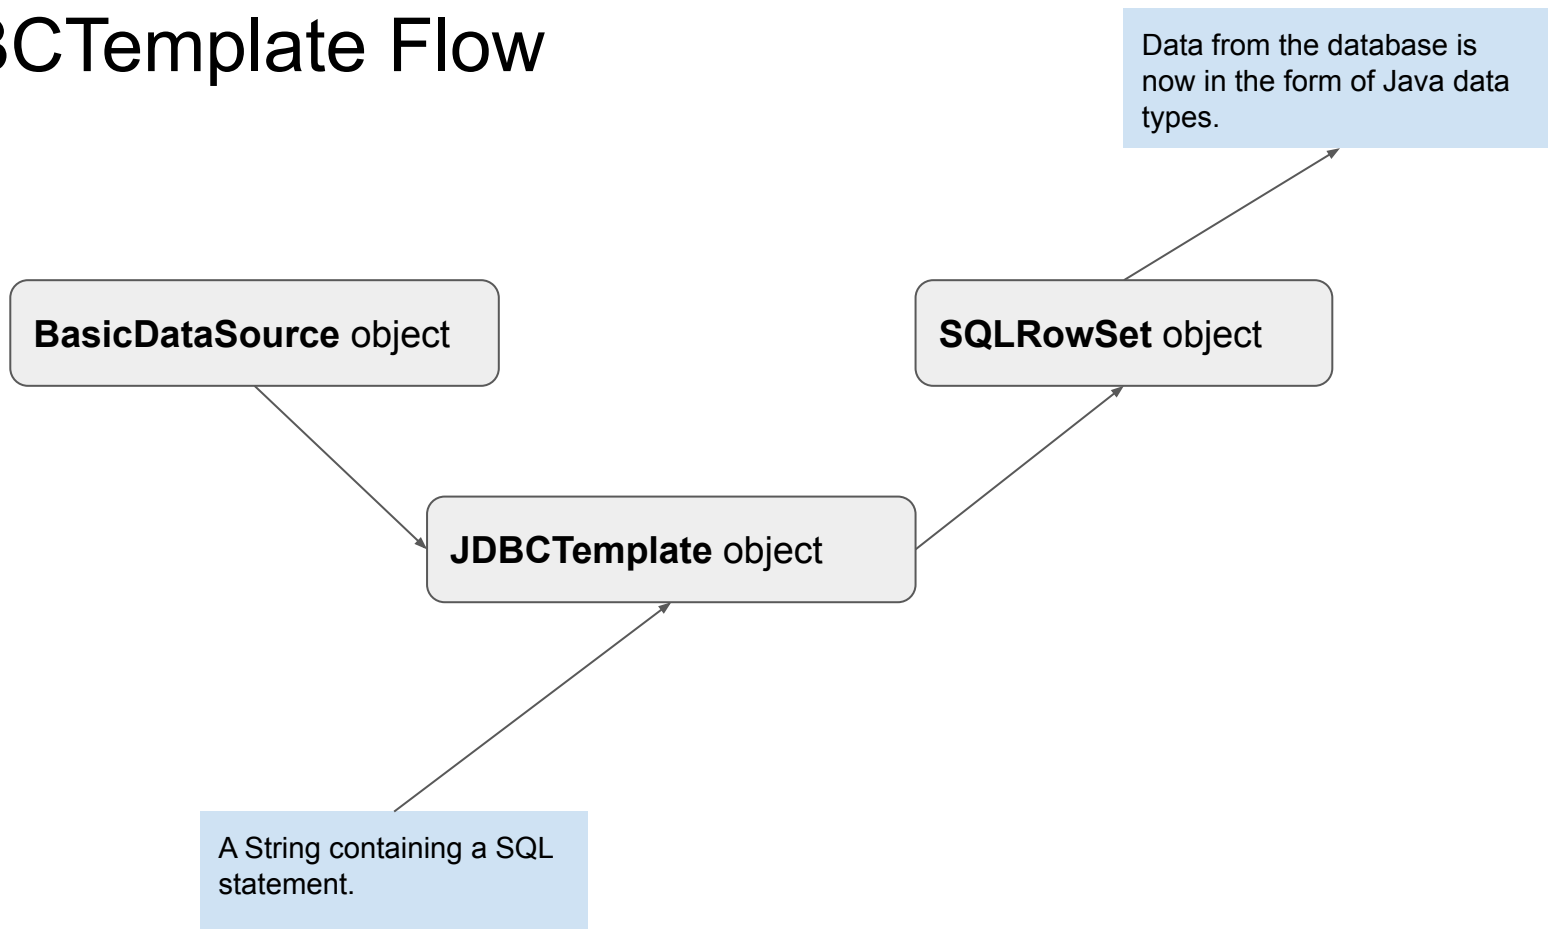 BCTemplate Flow
Data from the database is
now in the form of Java data
types.
BasicDataSource object
SQLRowSet object
JDBCTemplate object
A String containing a SQL
statement.